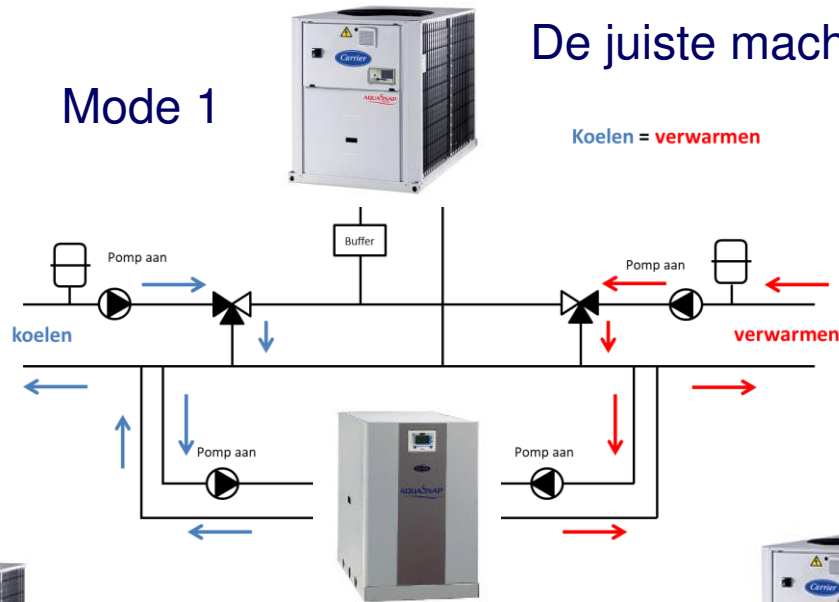 De juiste mach
Mode 1
Carrier
AQUASNAP
Koelen = verwarmen
Buffer
Pomp aan
Pomp aan
koelen
verwarmen
Pomp aan
Pomp aan
AQUASNAP
Carrier